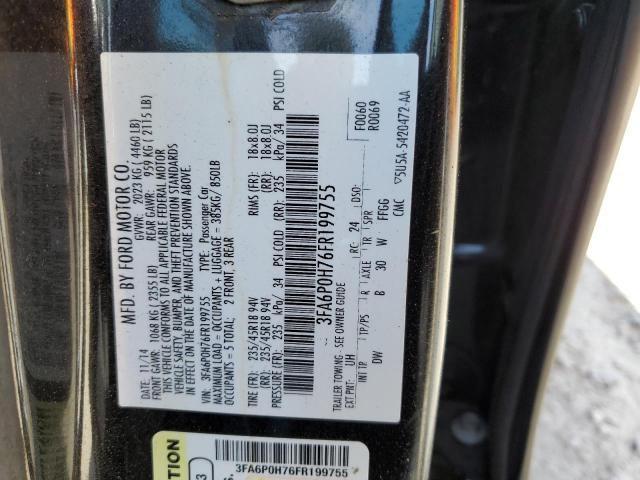 MFD. BY FORD MOTOR CO.
DATE: 11/14 GVWR: 2023 KG ( 4460 LB)
FRONT GAWR: 1068 KG ( 2355 LB) REAR GAWR: 959 KG ( 2115 LB)
THIS VEHICLE CONFORMS TO ALL APPLICABLE FEDERAL MOTOR
VEHICLE SAFETY, BUMPER, AND THEFT PREVENTION STANDARDS
IN EFFECT ON THE DATE OF MANUFACTURE SHOWN ABOVE.
VIN: 3FA6P0H76FR199755 TYPE: Passenger Car
MAXIMUM LOAD = OCCUPANTS + LUGGAGE = 385KG/ 850LB
OCCUPANTS = 5 TOTAL; 2 FRONT, 3 REAR
TIRE (FR): 235/45R18 94V RIMS (FR): 18x8.0J
(RR): 235/45R18 94V (RR): 18x8.0J
PRESSURE (FR): 235 kPa/ 34 PSI COLD (RR): 235 kPa/ 34 PSI COLD
3FA6P0H76FR199755
TRAILER TOWING - SEE OWNER GUIDE
F0060
R0069
EXT PNT: UH RC: 24 DSO:
INT TR TP/PS R AXLE TR SPR
DW B 30 W FFGG
CMC ▽5U5A-5420472-AA
TION
3FA6P0H76FR199755